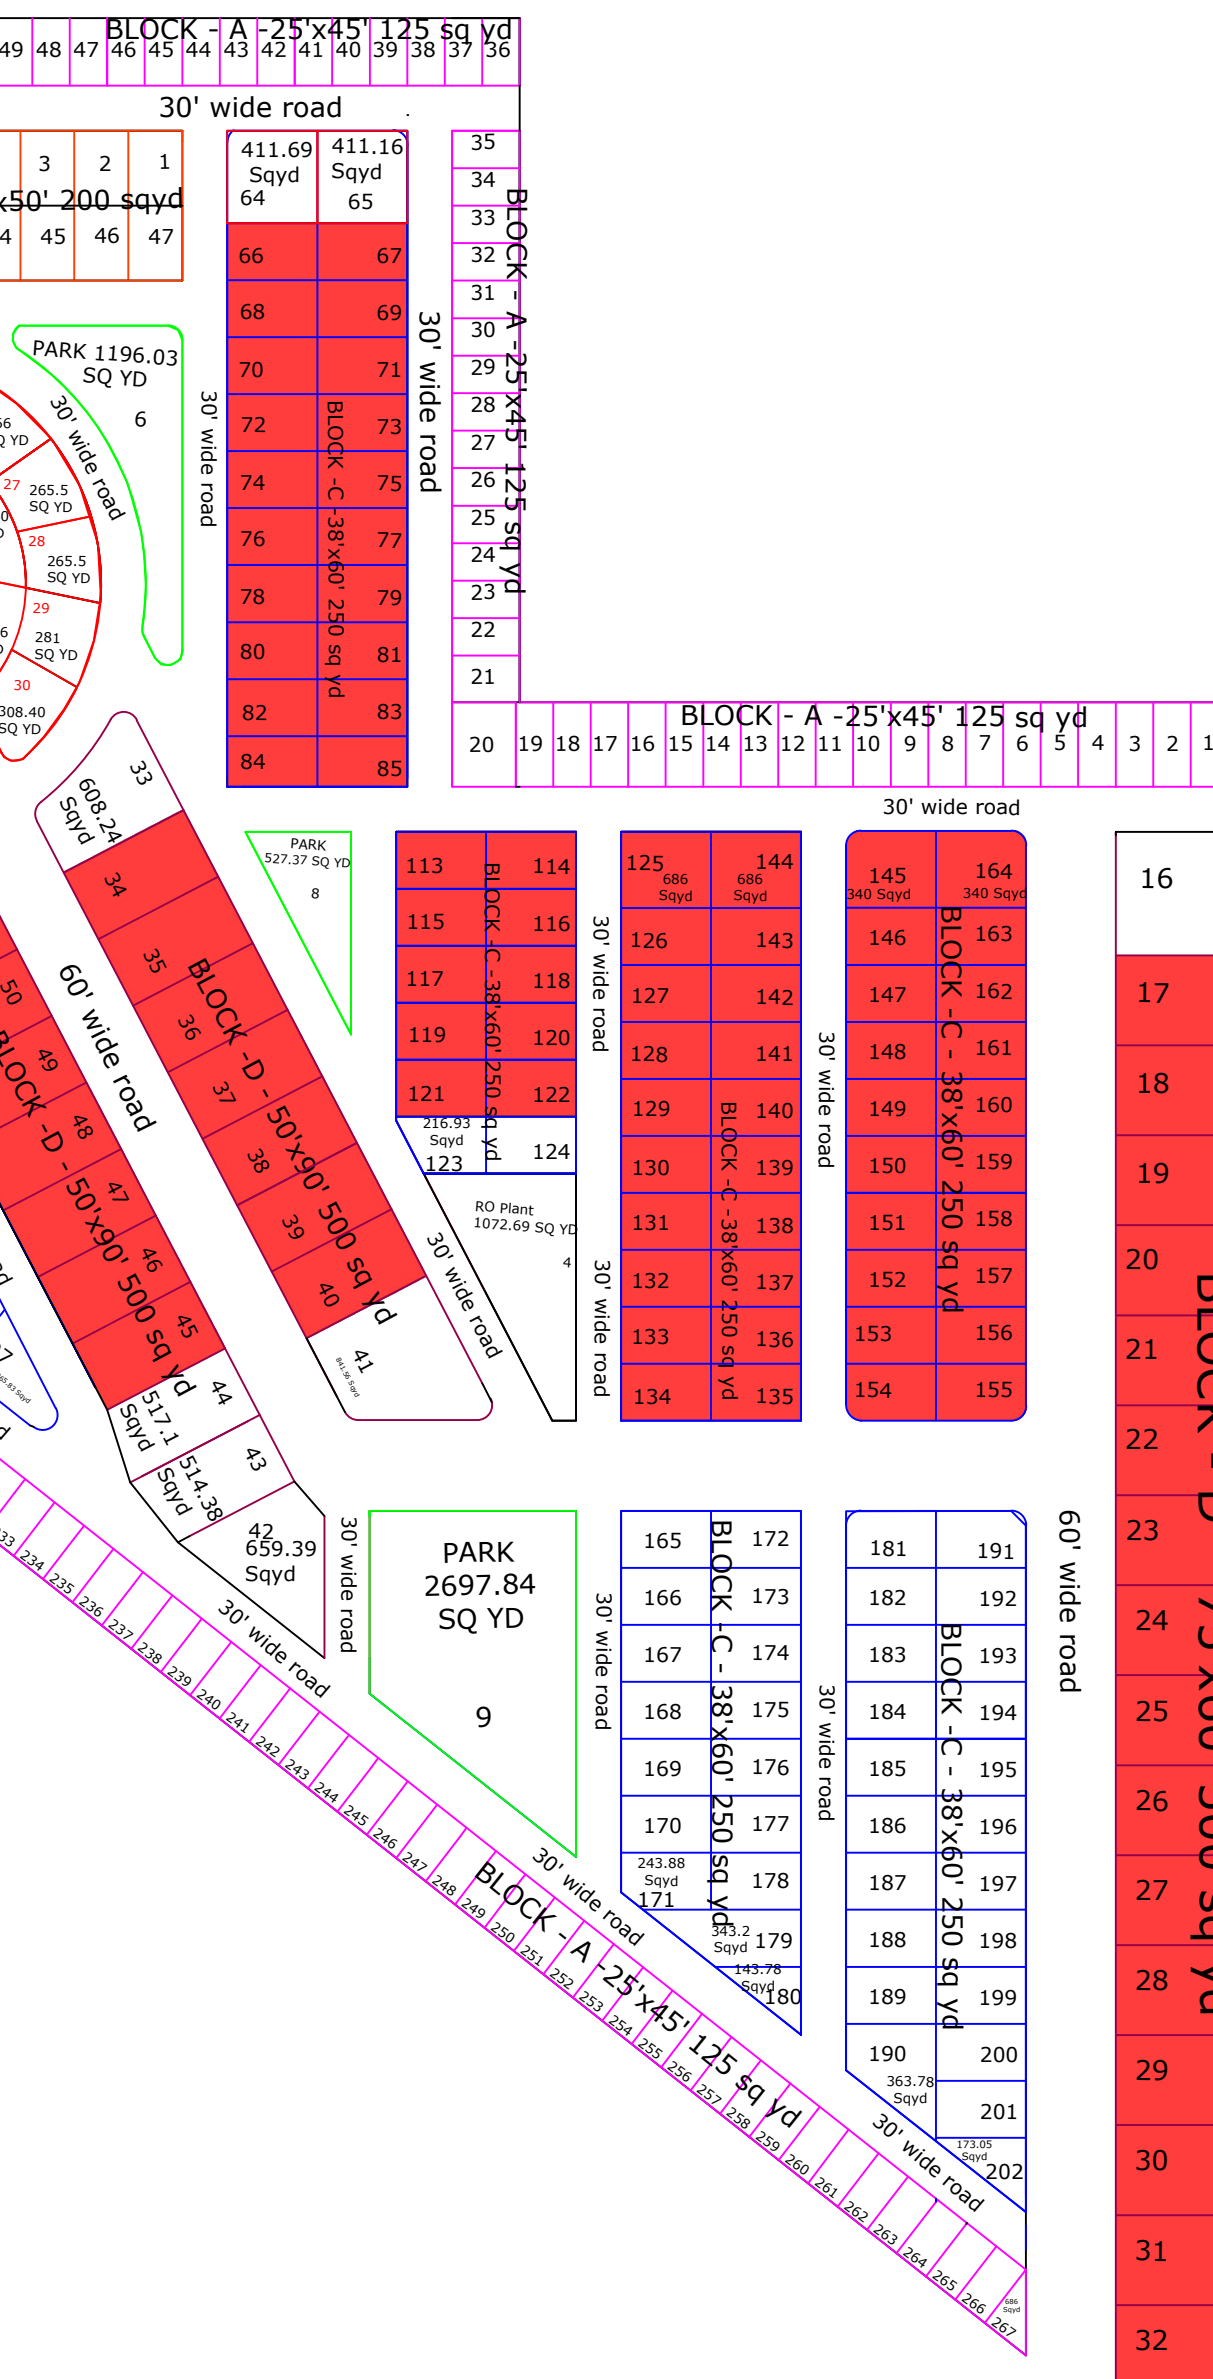 BLOCK - A -25'x45' 125 sq yd
49 48 47 46 45 44 43 42 41 40 39 38 37 36
30' wide road
3 2 1
x50' 200 sqyd
4 45 46 47
411.69
Sqyd
64
411.16
Sqyd
65
66 67
68 69
70 71
72 73
74 75
76 77
78 79
80 81
82 83
84 85
BLOCK -C -38'x60' 250 sq yd
30' wide road
30' wide road
35
34
33
32
31
30
29
28
27
26
25
24
23
22
21
BLOCK - A -25'x45' 125 sq yd
PARK 1196.03
SQ YD
6
30' wide road
Q YD
27
265.5
SQ YD
28
265.5
SQ YD
29
281
SQ YD
30
308.40
SQ YD
BLOCK - A -25'x45' 125 sq yd
20 19 18 17 16 15 14 13 12 11 10 9 8 7 6 5 4 3 2 1
30' wide road
33
608.24
Sqyd
34
35
36
37
38
39
40
41
841.56 Sqyd
BLOCK -D - 50'x90' 500 sq yd
60' wide road
50
49
48
47
46
45
44
517.1
Sqyd
43
514.38
Sqyd
42
659.39
Sqyd
BLOCK -D - 50'x90' 500 sq yd
PARK
527.37 SQ YD
8
113 114
115 116
117 118
119 120
121 122
216.93
Sqyd
123 124
BLOCK -C -38'x60' 250 sq yd
RO Plant
1072.69 SQ YD
4
30' wide road
30' wide road
30' wide road
125 144
686
Sqyd
686
Sqyd
126 143
127 142
128 141
129 140
130 139
131 138
132 137
133 136
134 135
BLOCK -C -38'x60' 250 sq yd
30' wide road
145 164
340 Sqyd 340 Sqyd
146 163
147 162
148 161
149 160
150 159
151 158
152 157
153 156
154 155
BLOCK -C - 38'x60' 250 sq yd
16
17
18
19
20
21
22
23
24
25
26
27
28
29
30
31
32
60' wide road
30' wide road
PARK
2697.84
SQ YD
9
30' wide road
165 172
166 173
167 174
168 175
169 176
170 177
243.88
Sqyd
171 178
343.2
Sqyd 179
143.78
Sqyd
180
BLOCK -C - 38'x60' 250 sq yd
30' wide road
181 191
182 192
183 193
184 194
185 195
186 196
187 197
188 198
189 199
190 200
363.78
Sqyd
201
173.05
Sqyd
202
BLOCK -C - 38'x60' 250 sq yd
30' wide road
30' wide road
30' wide road
BLOCK - A -25'x45' 125 sq yd
234
235
236
237
238
239
240
241
242
243
244
245
246
247
248
249
250
251
252
253
254
255
256
257
258
259
260
261
262
263
264
265
266
686
Sqyd
267